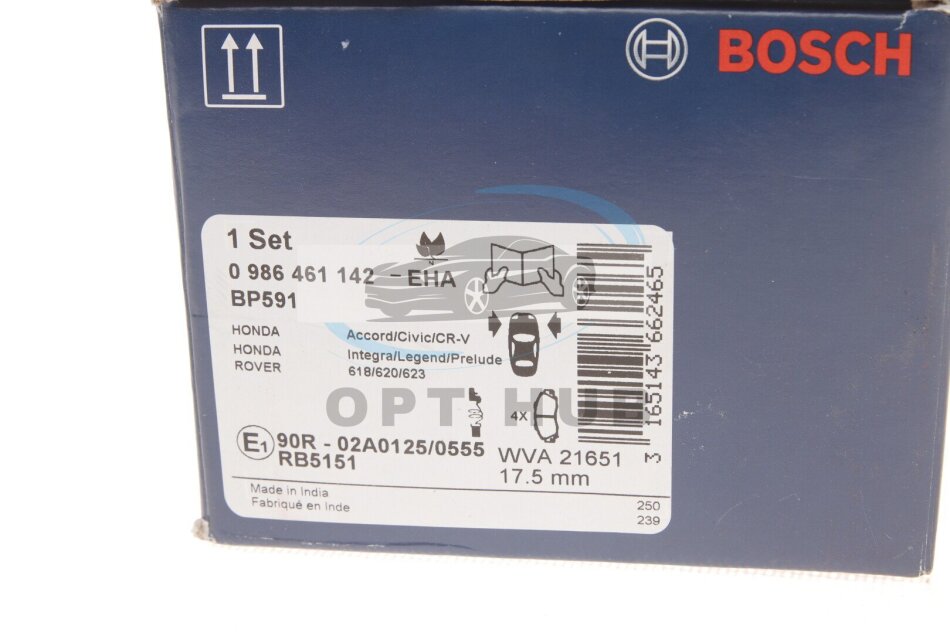 BOSCH
1 Set
0 986 461 142 - EHA
BP591
HONDA Accord/Civic/CR-V
HONDA Integra/Legend/Prelude
ROVER 618/620/623
OPT HUB
4X
E1 90R - 02A0125/0555
RB5151
WVA 21651
17.5 mm
Made in India
Fabriqué en Inde
250
239
3 165143 662465